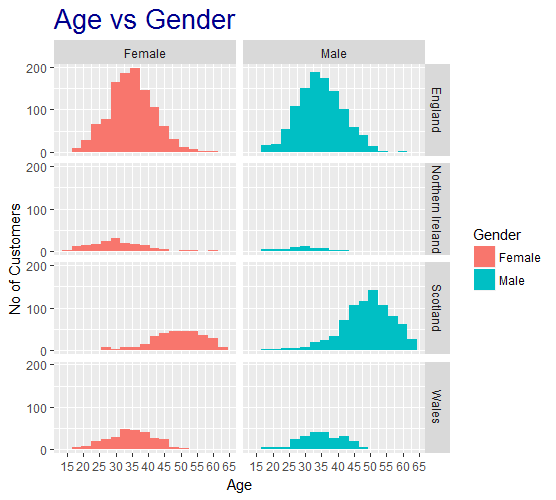 Age vs Gender
Female Male
200
100
0
England
200
100
0
Northern Ireland
200
100
0
Scotland
200
100
0
Wales
No of Customers
15 20 25 30 35 40 45 50 55 60 65 15 20 25 30 35 40 45 50 55 60 65
Age
Gender
Female
Male